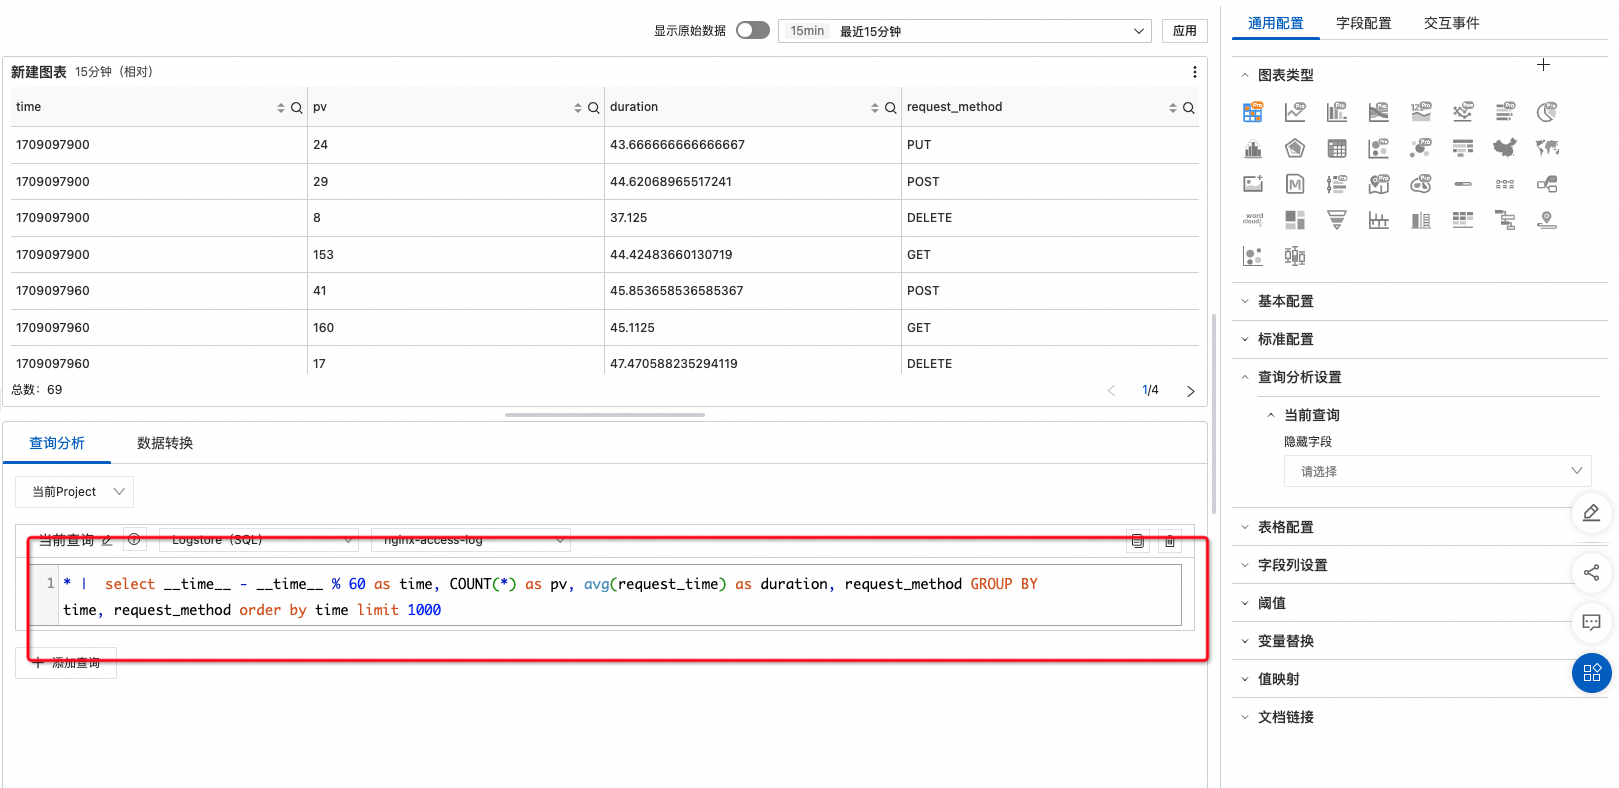 显示原始数据 15min 最近15分钟 应用
新建图表 15分钟（相对）
time pv duration request_method
1709097900 24 43.666666666666667 PUT
1709097900 29 44.62068965517241 POST
1709097900 8 37.125 DELETE
1709097900 153 44.42483660130719 GET
1709097960 41 45.853658536585367 POST
1709097960 160 45.1125 GET
1709097960 17 47.470588235294119 DELETE
总数：69 1/4
查询分析 数据转换
当前Project
当前查询 Logstore（SQL） nginx-access-log
1 * | select __time__ - __time__ % 60 as time, COUNT(*) as pv, avg(request_time) as duration, request_method GROUP BY
time, request_method order by time limit 1000
添加查询
通用配置 字段配置 交互事件
图表类型
基本配置
标准配置
查询分析设置
当前查询
隐藏字段
请选择
表格配置
字段列设置
阈值
变量替换
值映射
文档链接